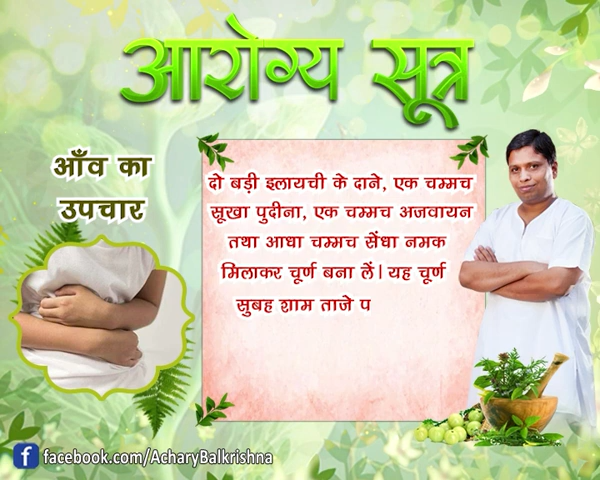 आरोग्य सूत्र
आँव का
उपचार
दो बड़ी इलायची के दाने, एक चम्मच
सूखा पुदीना, एक चम्मच अजवायन
तथा आधा चम्मच सेंधा नमक
मिलाकर चूर्ण बना लें। यह चूर्ण
सुबह शाम ताजे प
facebook.com/AcharyBalkrishna